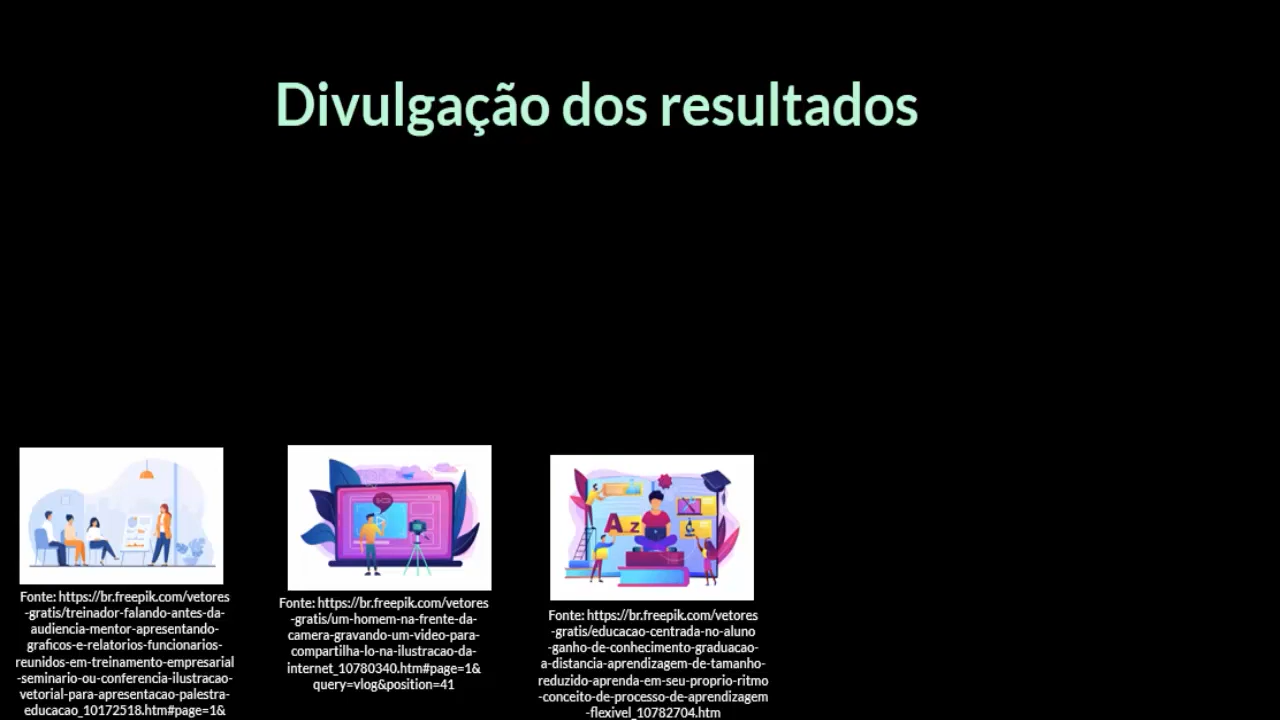 Divulgação dos resultados
Fonte: https://br.freepik.com/vetores
-gratis/treinador-falando-antes-da-
audiencia-mentor-apresentando-
graficos-e-relatorios-funcionarios-
reunidos-em-treinamento-empresarial
-seminario-ou-conferencia-ilustracao-
vetorial-para-apresentacao-palestra-
educacao_10172518.htm#page=1&
Fonte: https://br.freepik.com/vetores
-gratis/um-homem-na-frente-da-
camera-gravando-um-video-para-
compartilha-lo-na-ilustracao-da-
internet_10780340.htm#page=1&
query=vlog&position=41
A Z
Fonte: https://br.freepik.com/vetores
-gratis/educacao-centrada-no-aluno
-ganho-de-conhecimento-graduacao-
a-distancia-aprendizagem-de-tamanho-
reduzido-aprenda-em-seu-proprio-ritmo
-conceito-de-processo-de-aprendizagem
-flexivel_10782704.htm